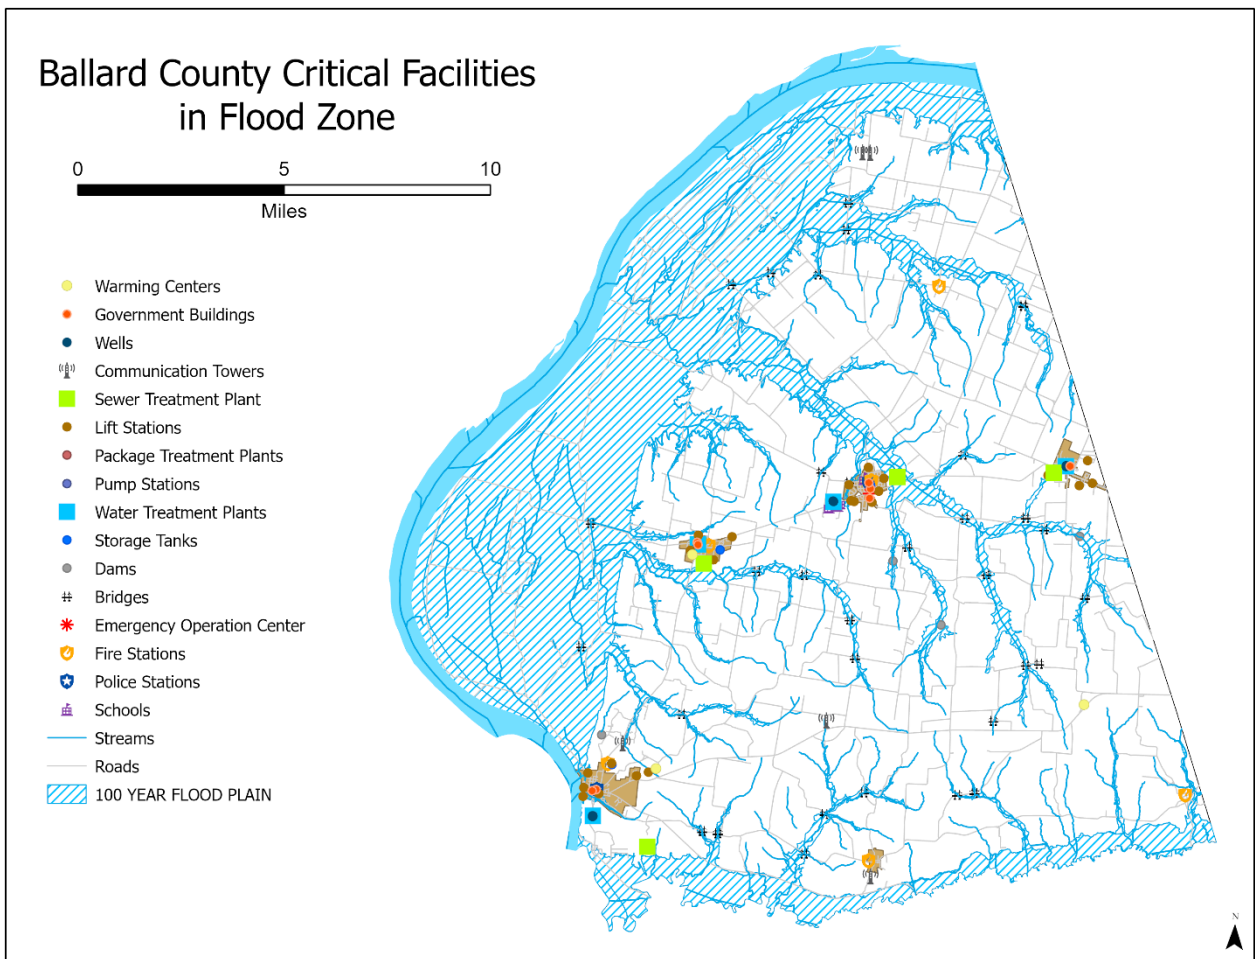 Ballard County Critical Facilities
in Flood Zone
0 5 10
Miles
Warming Centers
Government Buildings
Wells
Communication Towers
Sewer Treatment Plant
Lift Stations
Package Treatment Plants
Pump Stations
Water Treatment Plants
Storage Tanks
Dams
Bridges
Emergency Operation Center
Fire Stations
Police Stations
Schools
Streams
Roads
100 YEAR FLOOD PLAIN
N